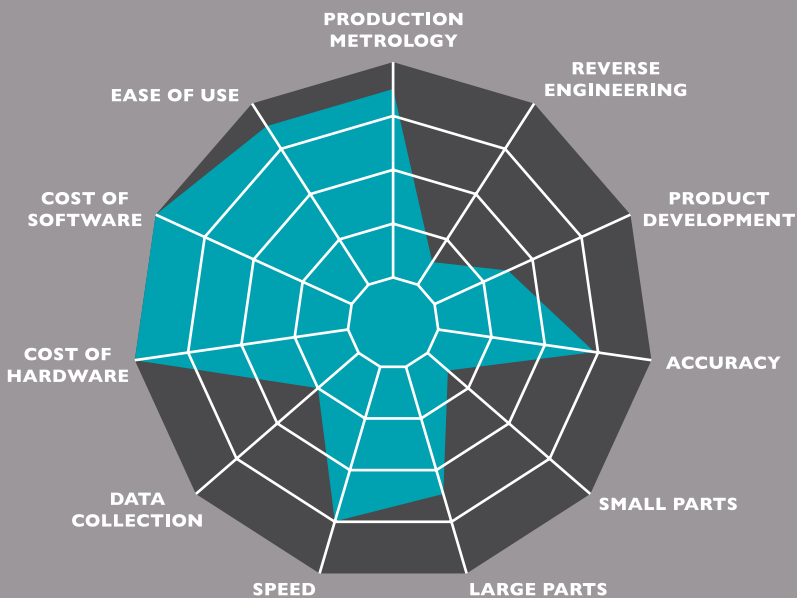 PRODUCTION
METROLOGY
REVERSE
ENGINEERING
PRODUCT
DEVELOPMENT
ACCURACY
SMALL PARTS
LARGE PARTS
SPEED
DATA
COLLECTION
COST OF
HARDWARE
COST OF
SOFTWARE
EASE OF USE